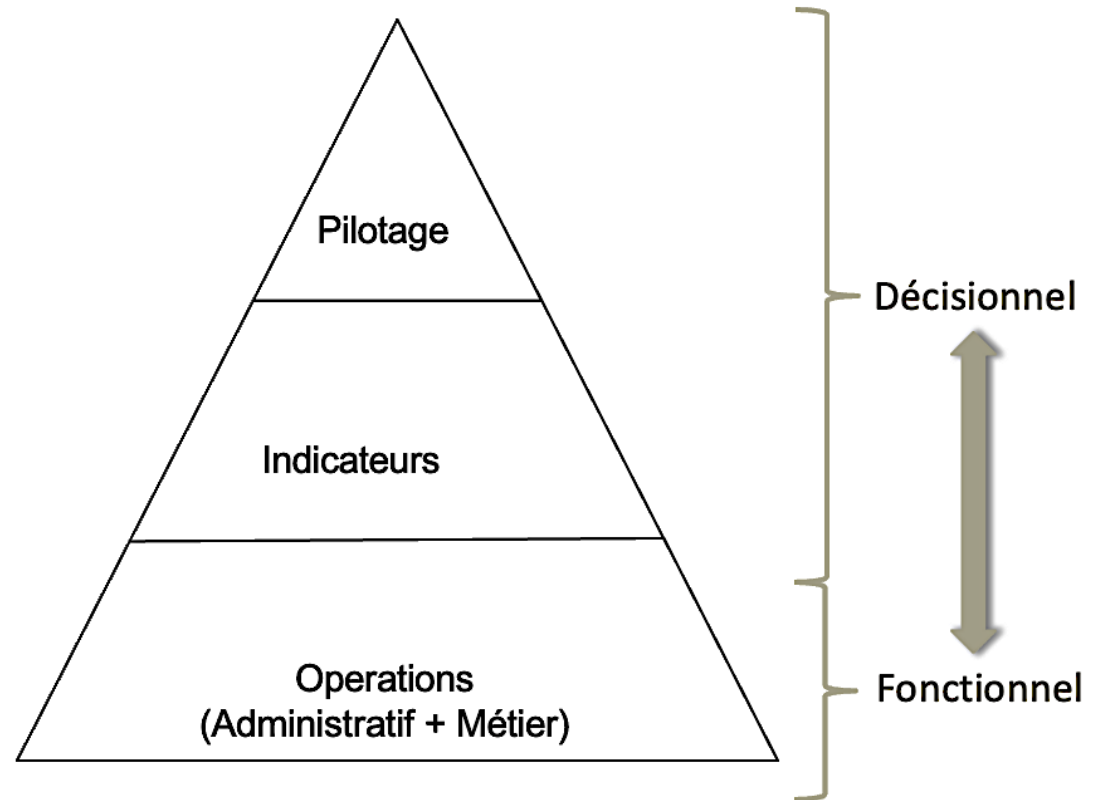 Pilotage
Décisionnel
Indicateurs
Operations
(Administratif + Métier)
Fonctionnel